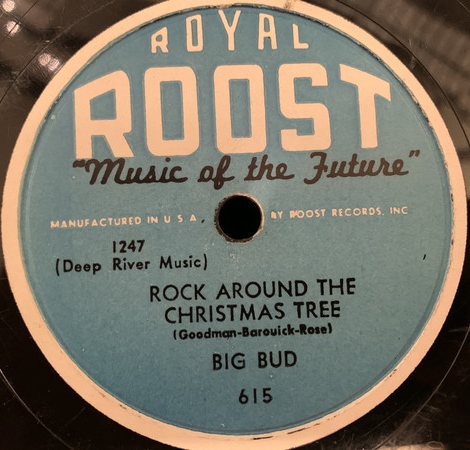 ROYAL
ROOST
"Music of the Future"
MANUFACTURED IN U S A, BY ROOST RECORDS, INC
1247
(Deep River Music)
ROCK AROUND THE
CHRISTMAS TREE
(Goodman-Barouick-Rose)
BIG BUD
615